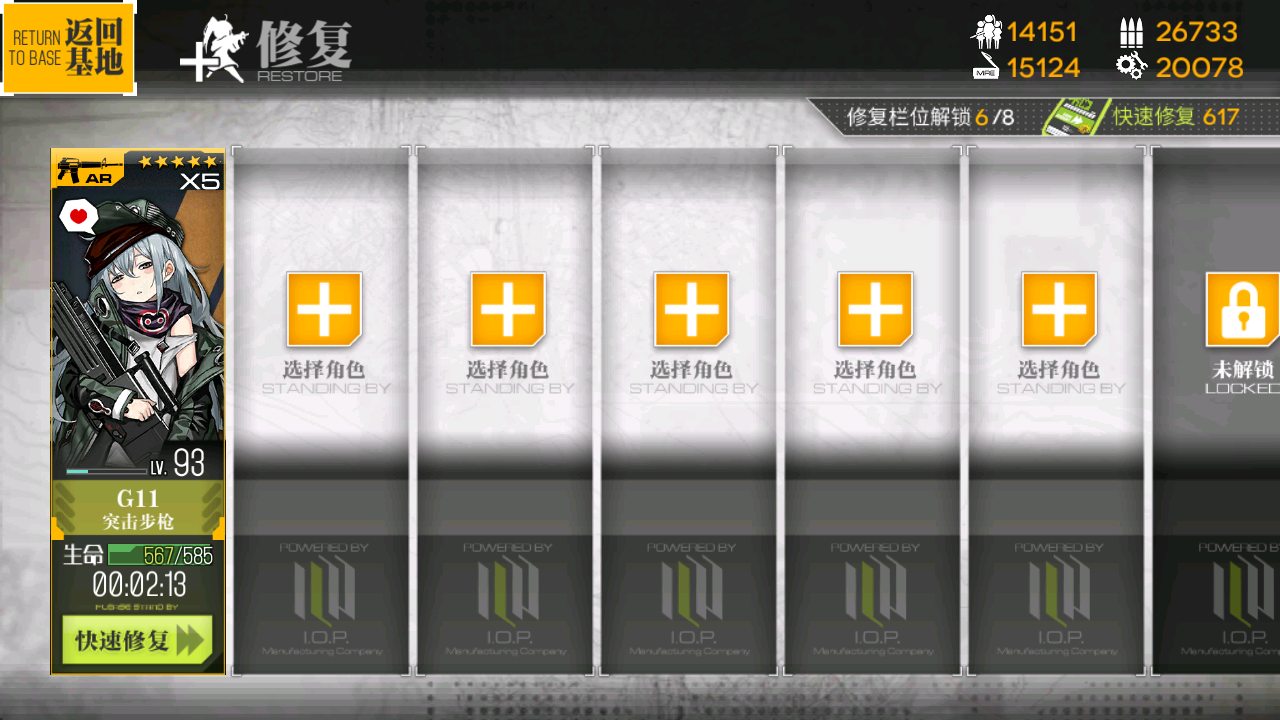 RETURN
TO BASE
返回
基地
修复
RESTORE
14151
26733
MRE
15124
20078
修复栏位解锁 6/8
快速修复 617
AR
X5
LV. 93
G11
突击步枪
生命 567/585
00:02:13
PLEASE STAND BY
快速修复
选择角色
STANDING BY
POWERED BY
I.O.P.
Manufacturing Company
选择角色
STANDING BY
POWERED BY
I.O.P.
Manufacturing Company
选择角色
STANDING BY
POWERED BY
I.O.P.
Manufacturing Company
选择角色
STANDING BY
POWERED BY
I.O.P.
Manufacturing Company
选择角色
STANDING BY
POWERED BY
I.O.P.
Manufacturing Company
未解锁
LOCKED
POWERED B
I.O.P.
Manufacturing Com